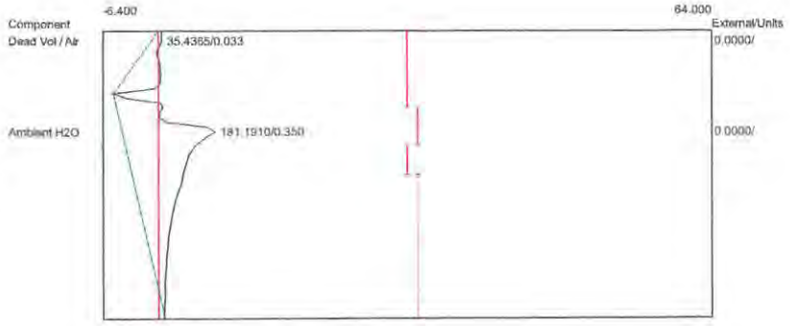 -6.400 64.000
Component External/Units
Dead Vol / Air 35.4365/0.033 0.0000/
Ambient H2O 181.1910/0.350 0.0000/